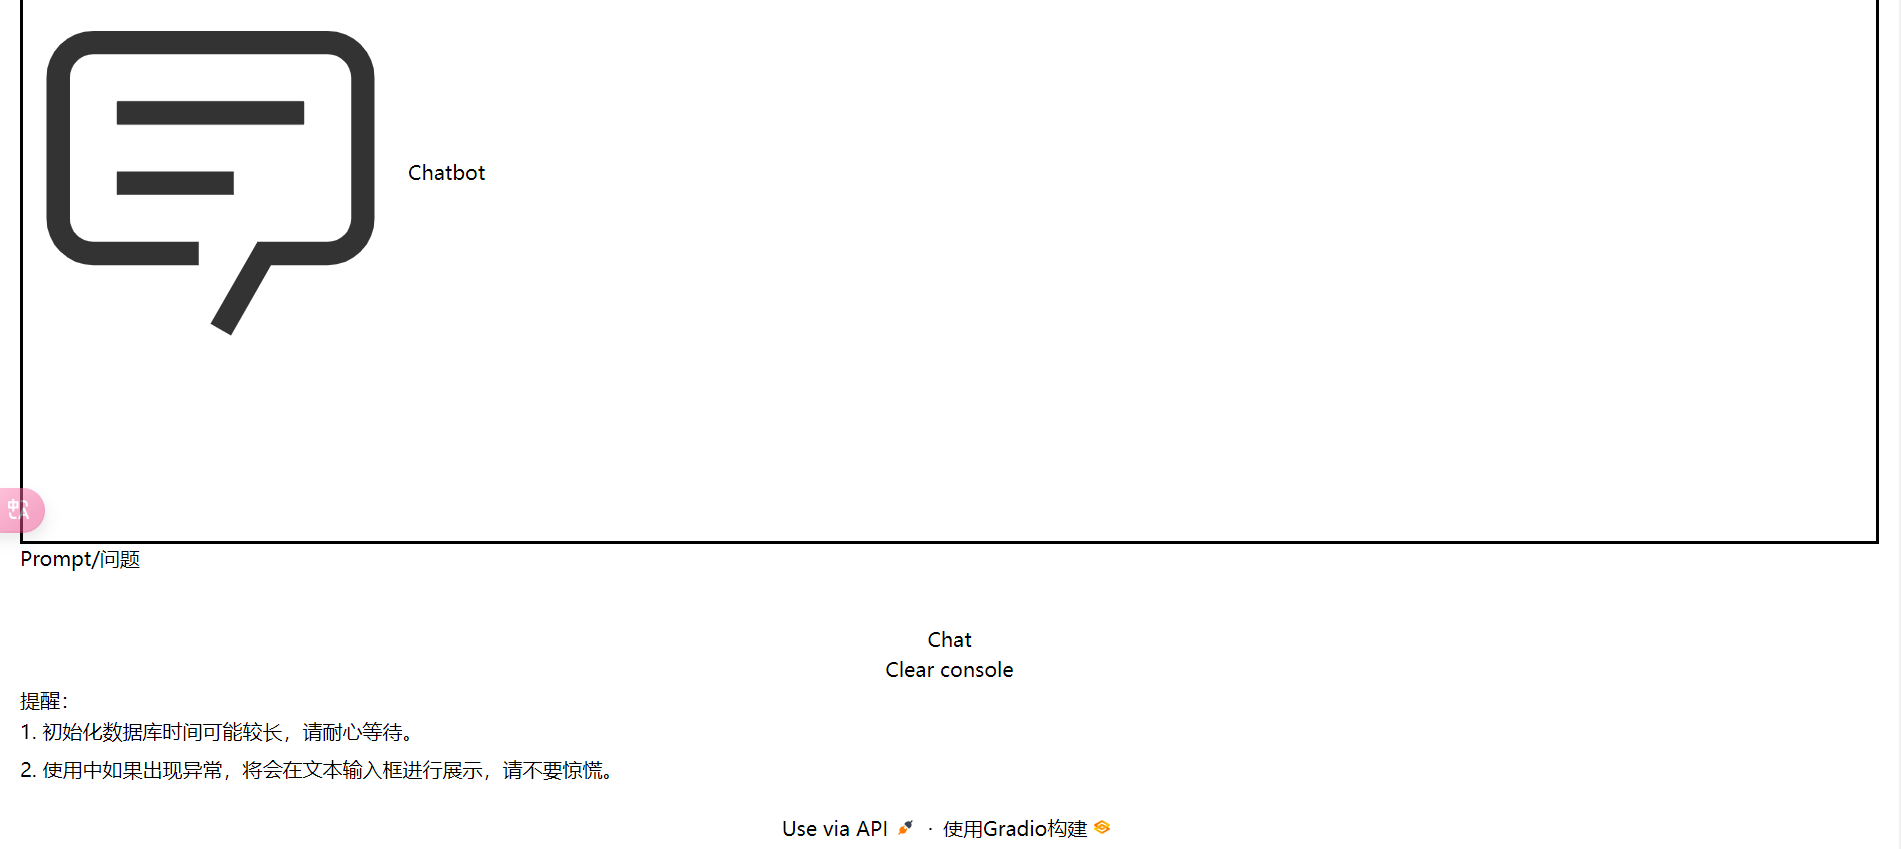 Chatbot
中A
Prompt/问题
Chat
Clear console
提醒：
1. 初始化数据库时间可能较长，请耐心等待。
2. 使用中如果出现异常，将会在文本输入框进行展示，请不要惊慌。
Use via API · 使用Gradio构建